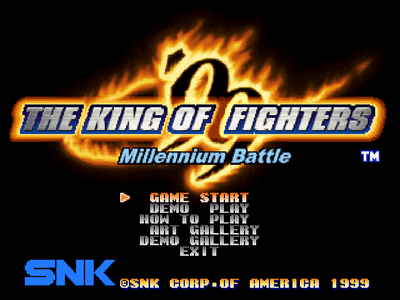 '99
THE KING OF FIGHTERS
Millennium Battle TM
GAME START
DEMO PLAY
HOW TO PLAY
ART GALLERY
DEMO GALLERY
EXIT
SNK
©SNK CORP.OF AMERICA 1999